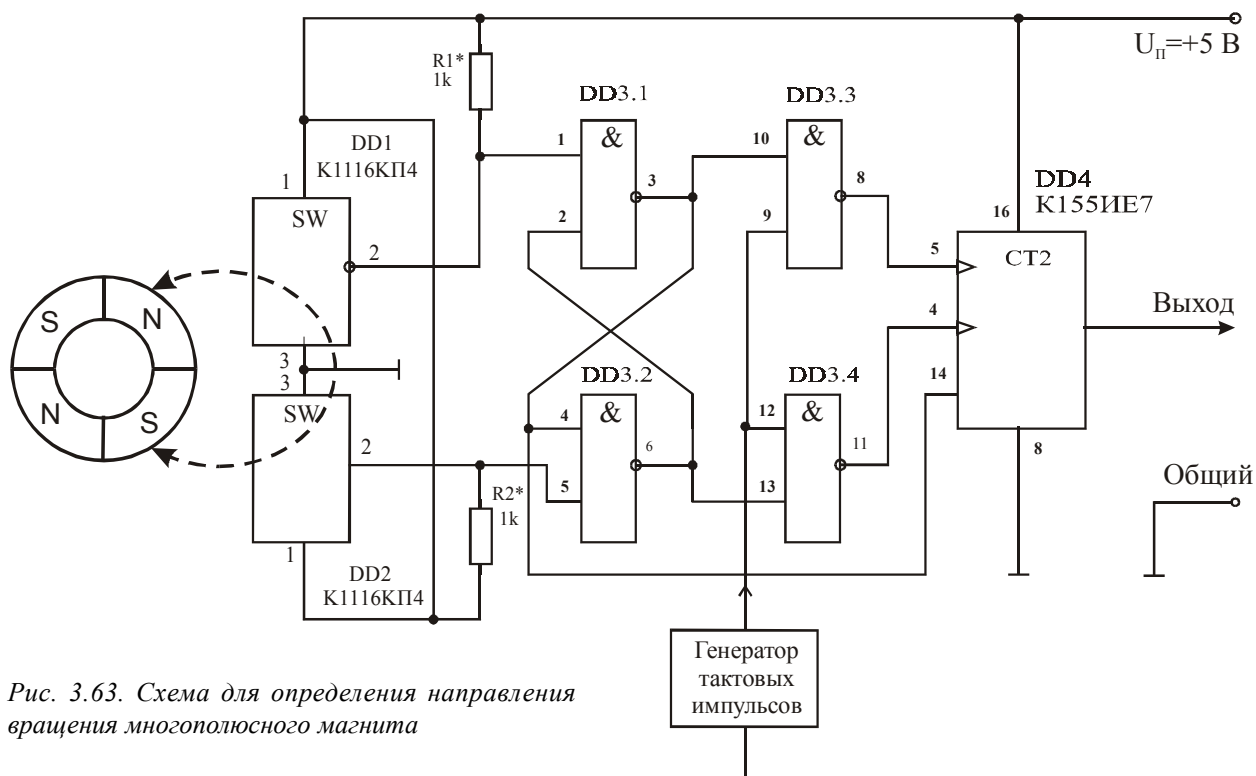 U_П=+5 В
R1*
1k
DD3.1
DD3.3
&
&
1
10
3
8
2
9
DD1
К1116КП4
1
SW
2
DD4
К155ИЕ7
16
5
CT2
4
14
8
Выход
S
N
N
S
3
3
DD3.2
DD3.4
&
&
4
12
6
11
5
13
SW
2
R2*
1k
1
DD2
К1116КП4
Общий
Генератор
тактовых
импульсов
Рис. 3.63. Схема для определения направления
вращения многополюсного магнита